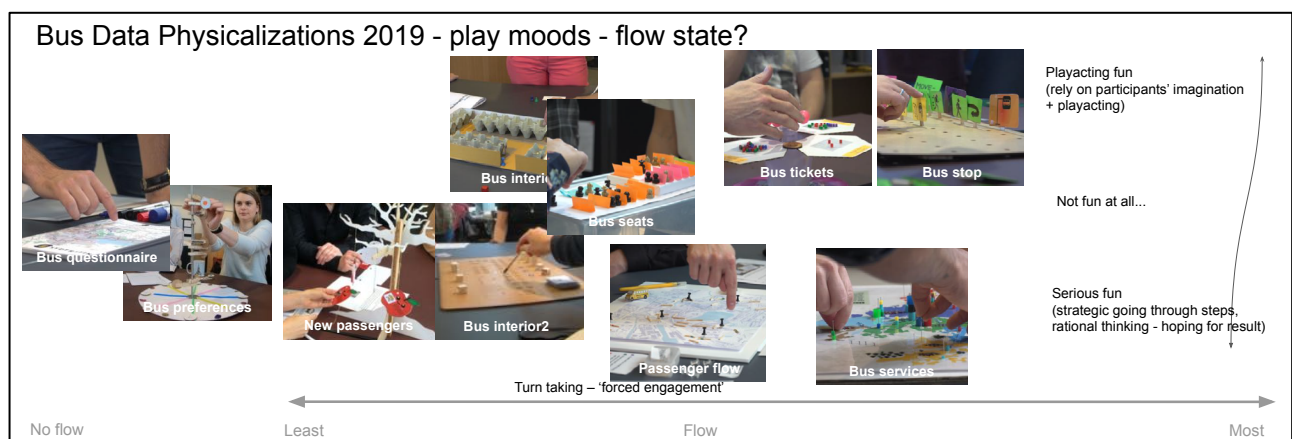 Bus Data Physicalizations 2019 - play moods - flow state?
Playacting fun
(rely on participants' imagination
+ playacting)
Bus interio
Bus tickets
Bus stop
Not fun at all...
Bus seats
Bus questionnaire
Bus preferences
New passengers
Bus interior2
Serious fun
(strategic going through steps,
rational thinking - hoping for result)
Passenger flow
Bus services
Turn taking – ‘forced engagement’
No flow
Least
Flow
Most